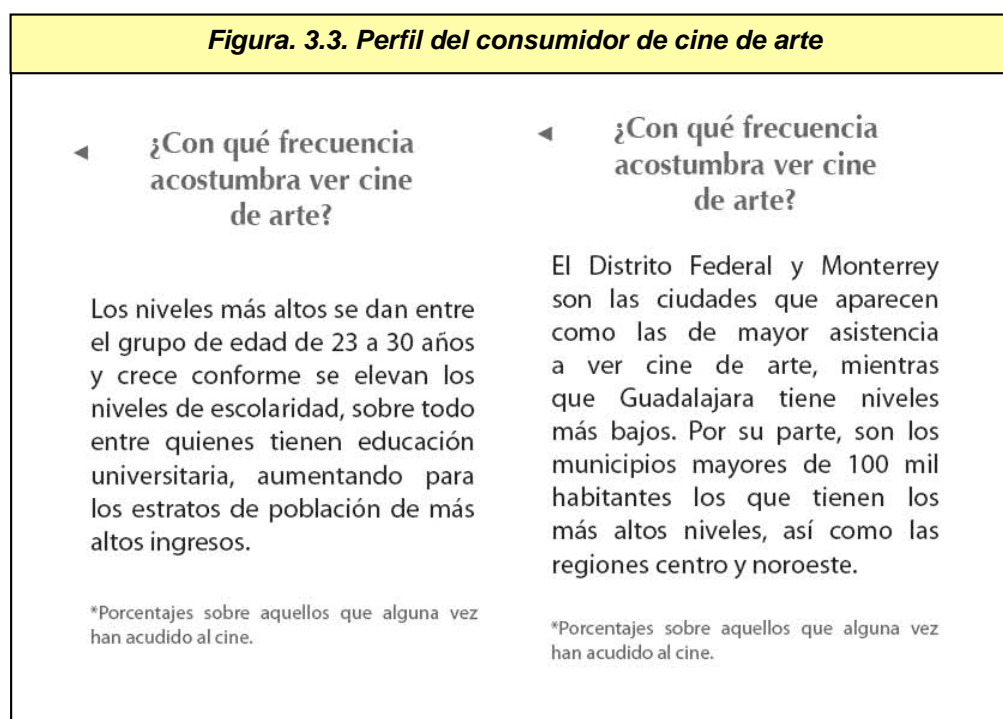 Figura. 3.3. Perfil del consumidor de cine de arte
¿Con qué frecuencia
acostumbra ver cine
de arte?
Los niveles más altos se dan entre
el grupo de edad de 23 a 30 años
y crece conforme se elevan los
niveles de escolaridad, sobre todo
entre quienes tienen educación
universitaria, aumentando para
los estratos de población de más
altos ingresos.
*Porcentajes sobre aquellos que alguna vez
han acudido al cine.
¿Con qué frecuencia
acostumbra ver cine
de arte?
El Distrito Federal y Monterrey
son las ciudades que aparecen
como las de mayor asistencia
a ver cine de arte, mientras
que Guadalajara tiene niveles
más bajos. Por su parte, son los
municipios mayores de 100 mil
habitantes los que tienen los
más altos niveles, así como las
regiones centro y noroeste.
*Porcentajes sobre aquellos que alguna vez
han acudido al cine.